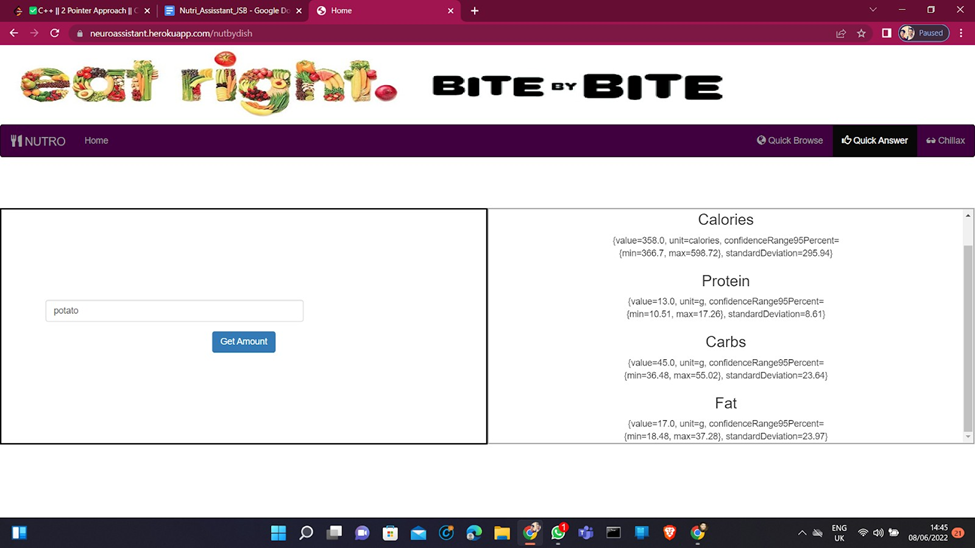 C++ || 2 Pointer Approach || C
Nutri_Assisstant_JSB - Google Do
Home
neuroassistant.herokuapp.com/nutbydish
Paused
eat right. BITE BY BITE
NUTRO
Home
Quick Browse
Quick Answer
Chillax
potato
Get Amount
Calories
{value=358.0, unit=calories, confidenceRange95Percent=
{min=366.7, max=598.72}, standardDeviation=295.94}
Protein
{value=13.0, unit=g, confidenceRange95Percent=
{min=10.51, max=17.26}, standardDeviation=8.61}
Carbs
{value=45.0, unit=g, confidenceRange95Percent=
{min=36.48, max=55.02}, standardDeviation=23.64}
Fat
{value=17.0, unit=g, confidenceRange95Percent=
{min=18.48, max=37.28}, standardDeviation=23.97}
1
ENG
UK
14:45
08/06/2022
21